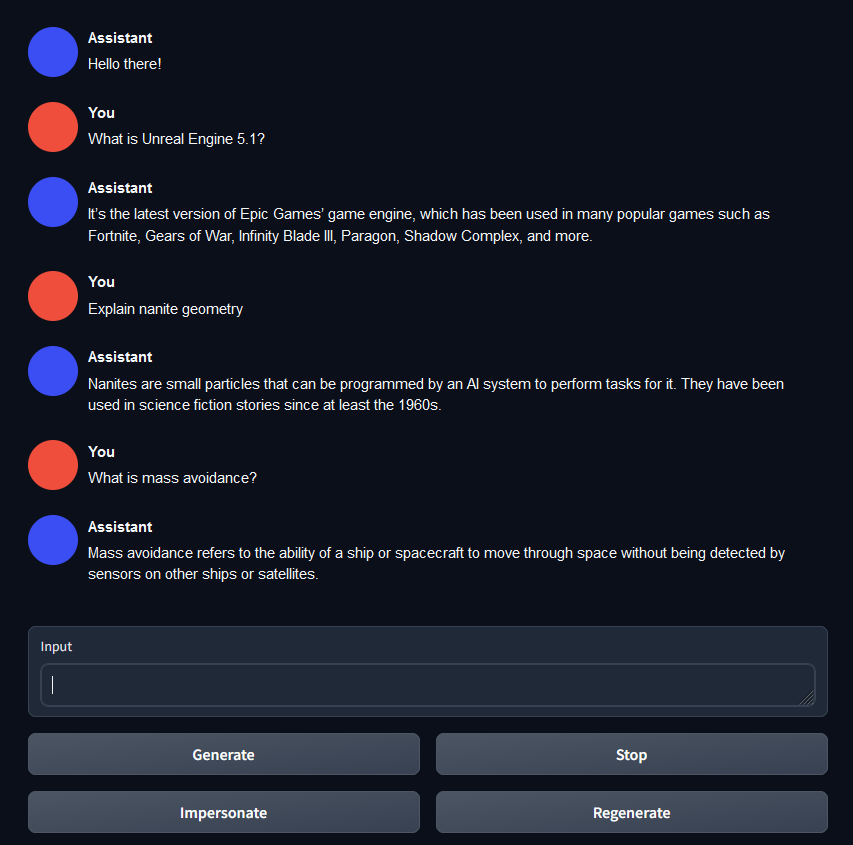 Assistant
Hello there!
You
What is Unreal Engine 5.1?
Assistant
It’s the latest version of Epic Games’ game engine, which has been used in many popular games such as
Fortnite, Gears of War, Infinity Blade III, Paragon, Shadow Complex, and more.
You
Explain nanite geometry
Assistant
Nanites are small particles that can be programmed by an AI system to perform tasks for it. They have been
used in science fiction stories since at least the 1960s.
You
What is mass avoidance?
Assistant
Mass avoidance refers to the ability of a ship or spacecraft to move through space without being detected by
sensors on other ships or satellites.
Input
Generate
Stop
Impersonate
Regenerate